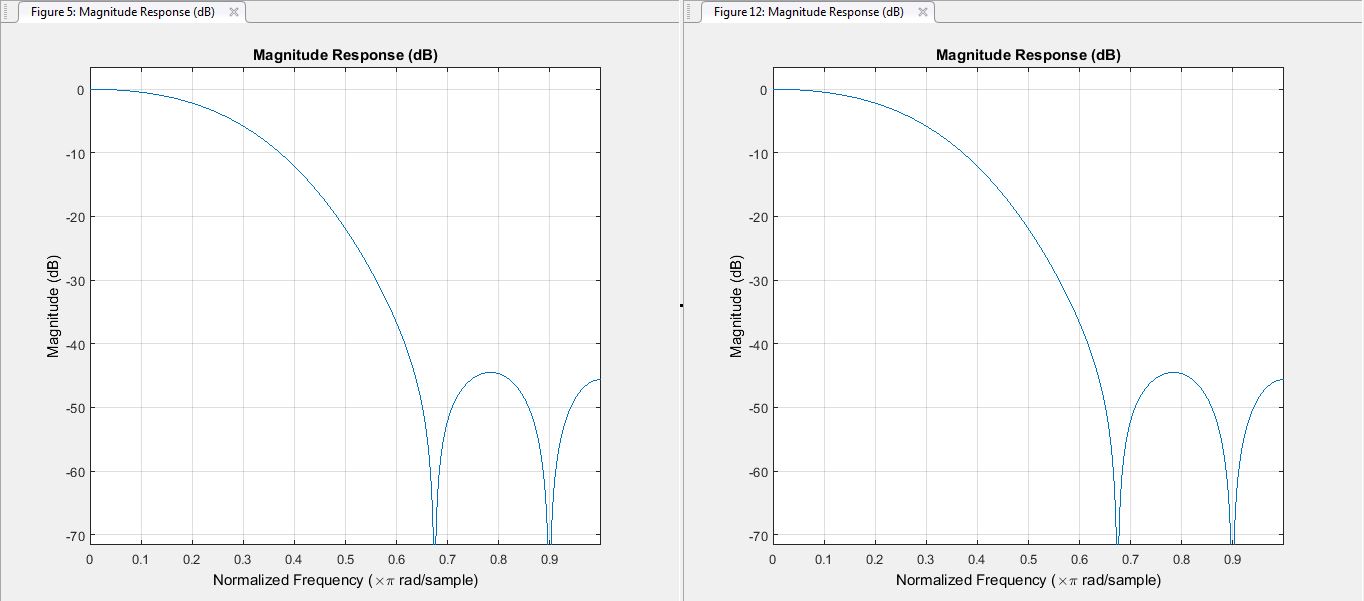 Figure 5: Magnitude Response (dB)
Magnitude Response (dB)
0
-10
-20
-30
-40
-50
-60
-70
Magnitude (dB)
0 0.1 0.2 0.3 0.4 0.5 0.6 0.7 0.8 0.9
Normalized Frequency (×π rad/sample)
Figure 12: Magnitude Response (dB)
Magnitude Response (dB)
0
-10
-20
-30
-40
-50
-60
-70
Magnitude (dB)
0 0.1 0.2 0.3 0.4 0.5 0.6 0.7 0.8 0.9
Normalized Frequency (×π rad/sample)